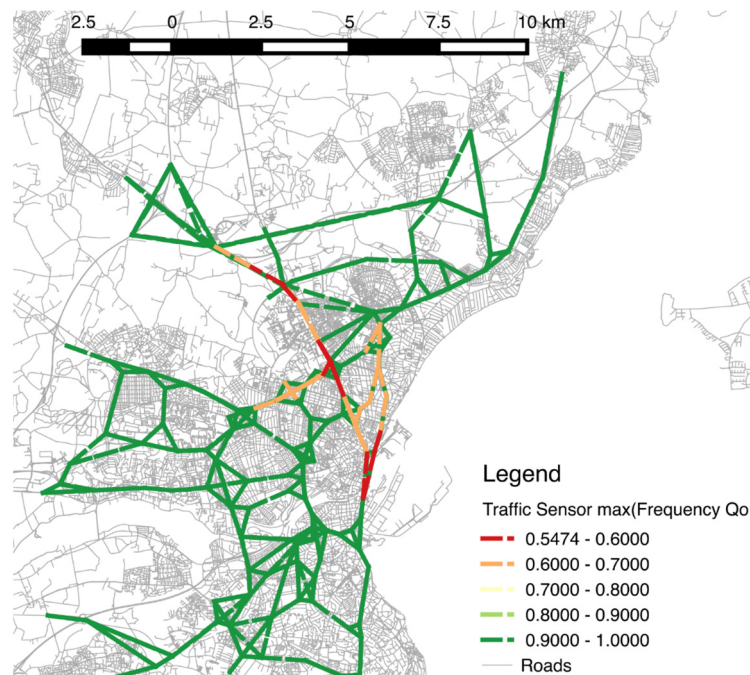 2.5 0 2.5 5 7.5 10 km
Legend
Traffic Sensor max(Frequency Qo
0.5474 - 0.6000
0.6000 - 0.7000
0.7000 - 0.8000
0.8000 - 0.9000
0.9000 - 1.0000
Roads